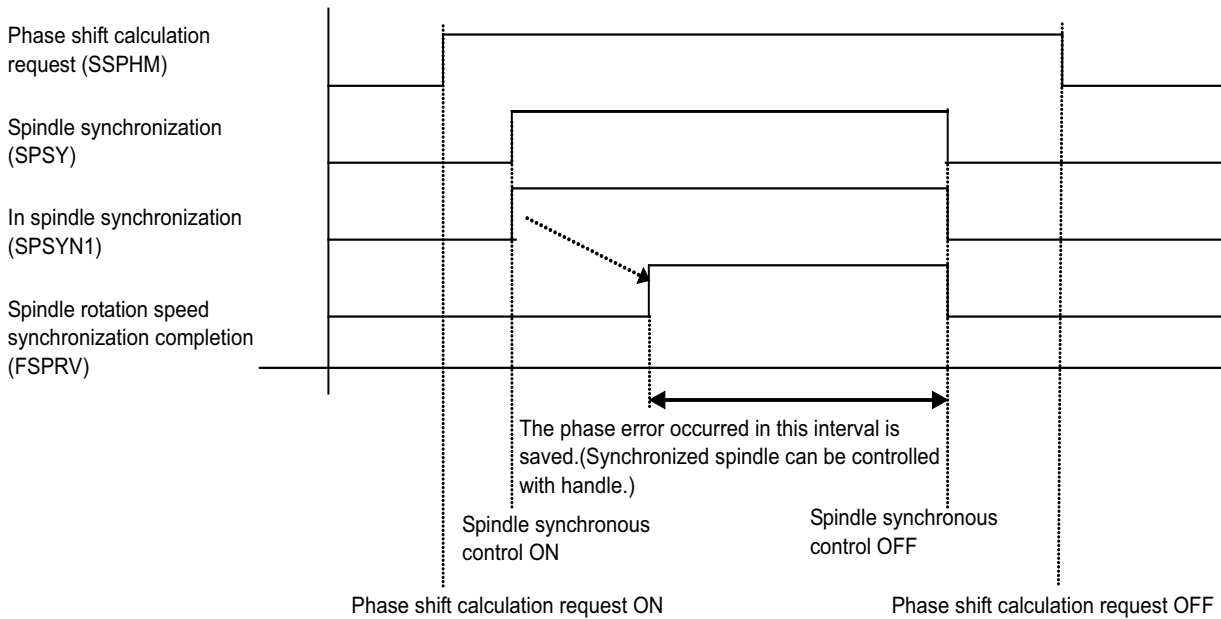 Phase shift calculation
request (SSPHM)
Spindle synchronization
(SPSY)
In spindle synchronization
(SPSYN1)
Spindle rotation speed
synchronization completion
(FSPRV)
The phase error occurred in this interval is
saved.(Synchronized spindle can be controlled
with handle.)
Spindle synchronous
control ON
Spindle synchronous
control OFF
Phase shift calculation request ON
Phase shift calculation request OFF